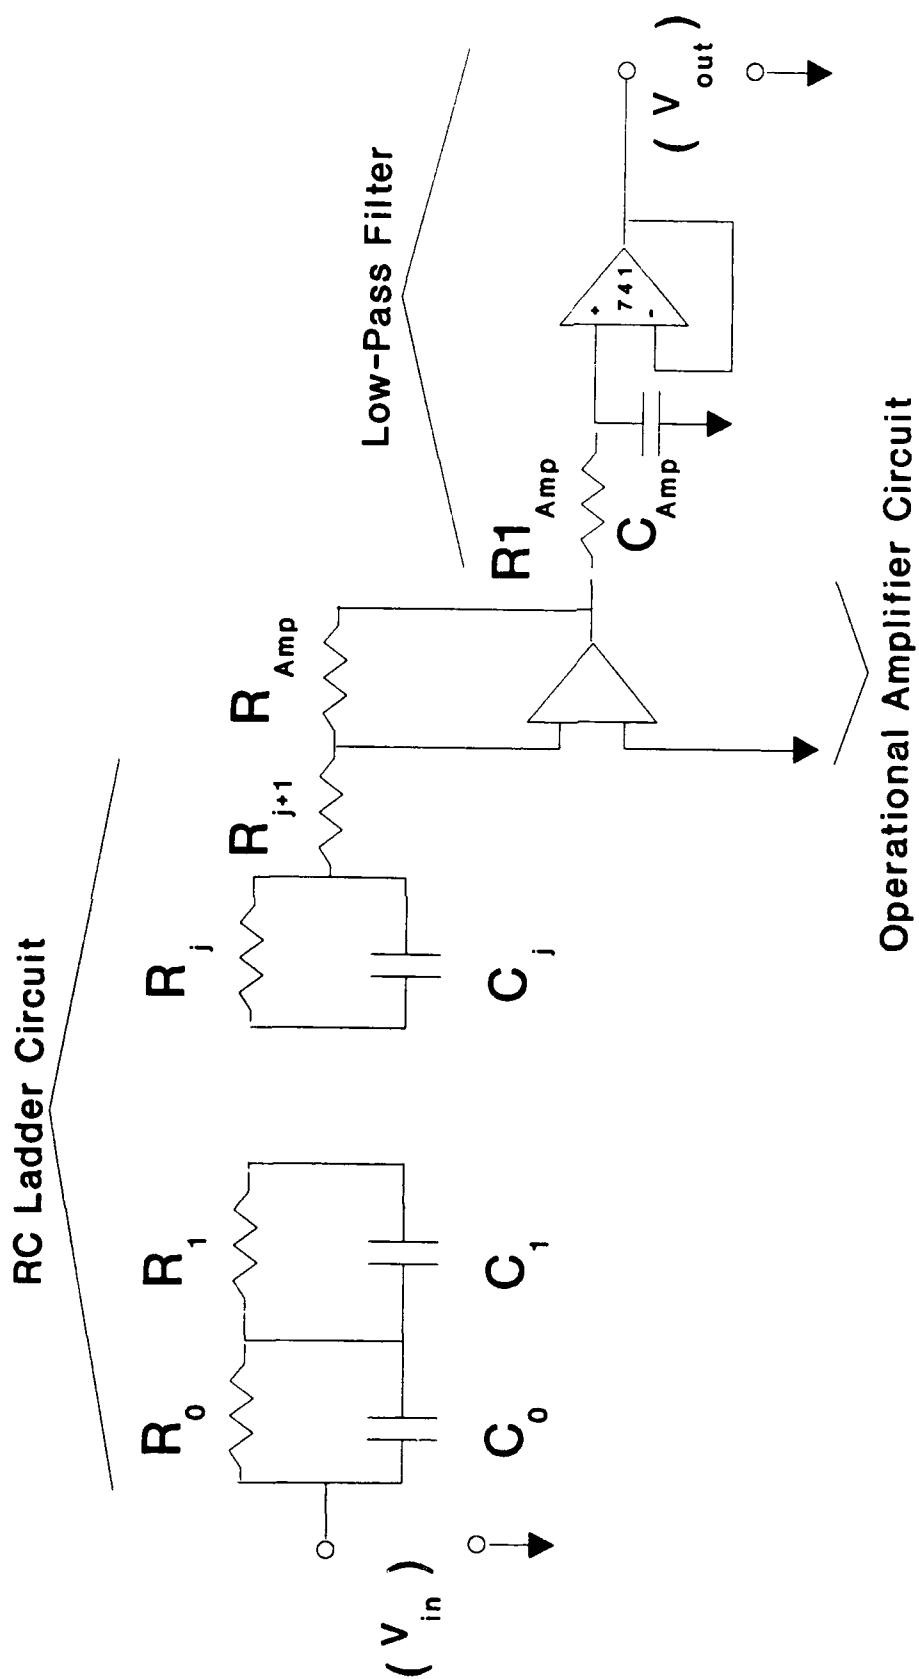 RC Ladder Circuit
R0
R1
Rj
Rj+1
RAmp
C0
C1
Cj
( Vin )
Low-Pass Filter
R1Amp
CAmp
+
741
-
( Vout )
Operational Amplifier Circuit